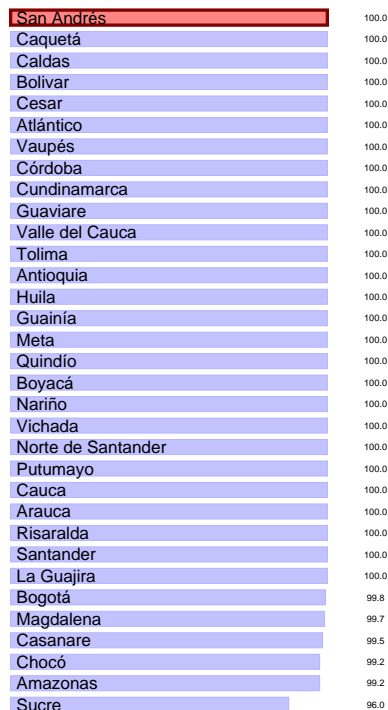 San Andrés 100.0
Caquetá 100.0
Caldas 100.0
Bolivar 100.0
Cesar 100.0
Atlántico 100.0
Vaupés 100.0
Córdoba 100.0
Cundinamarca 100.0
Guaviare 100.0
Valle del Cauca 100.0
Tolima 100.0
Antioquia 100.0
Huila 100.0
Guainía 100.0
Meta 100.0
Quindío 100.0
Boyacá 100.0
Nariño 100.0
Vichada 100.0
Norte de Santander 100.0
Putumayo 100.0
Cauca 100.0
Arauca 100.0
Risaralda 100.0
Santander 100.0
La Guajira 100.0
Bogotá 99.8
Magdalena 99.7
Casanare 99.5
Chocó 99.2
Amazonas 99.2
Sucre 96.0